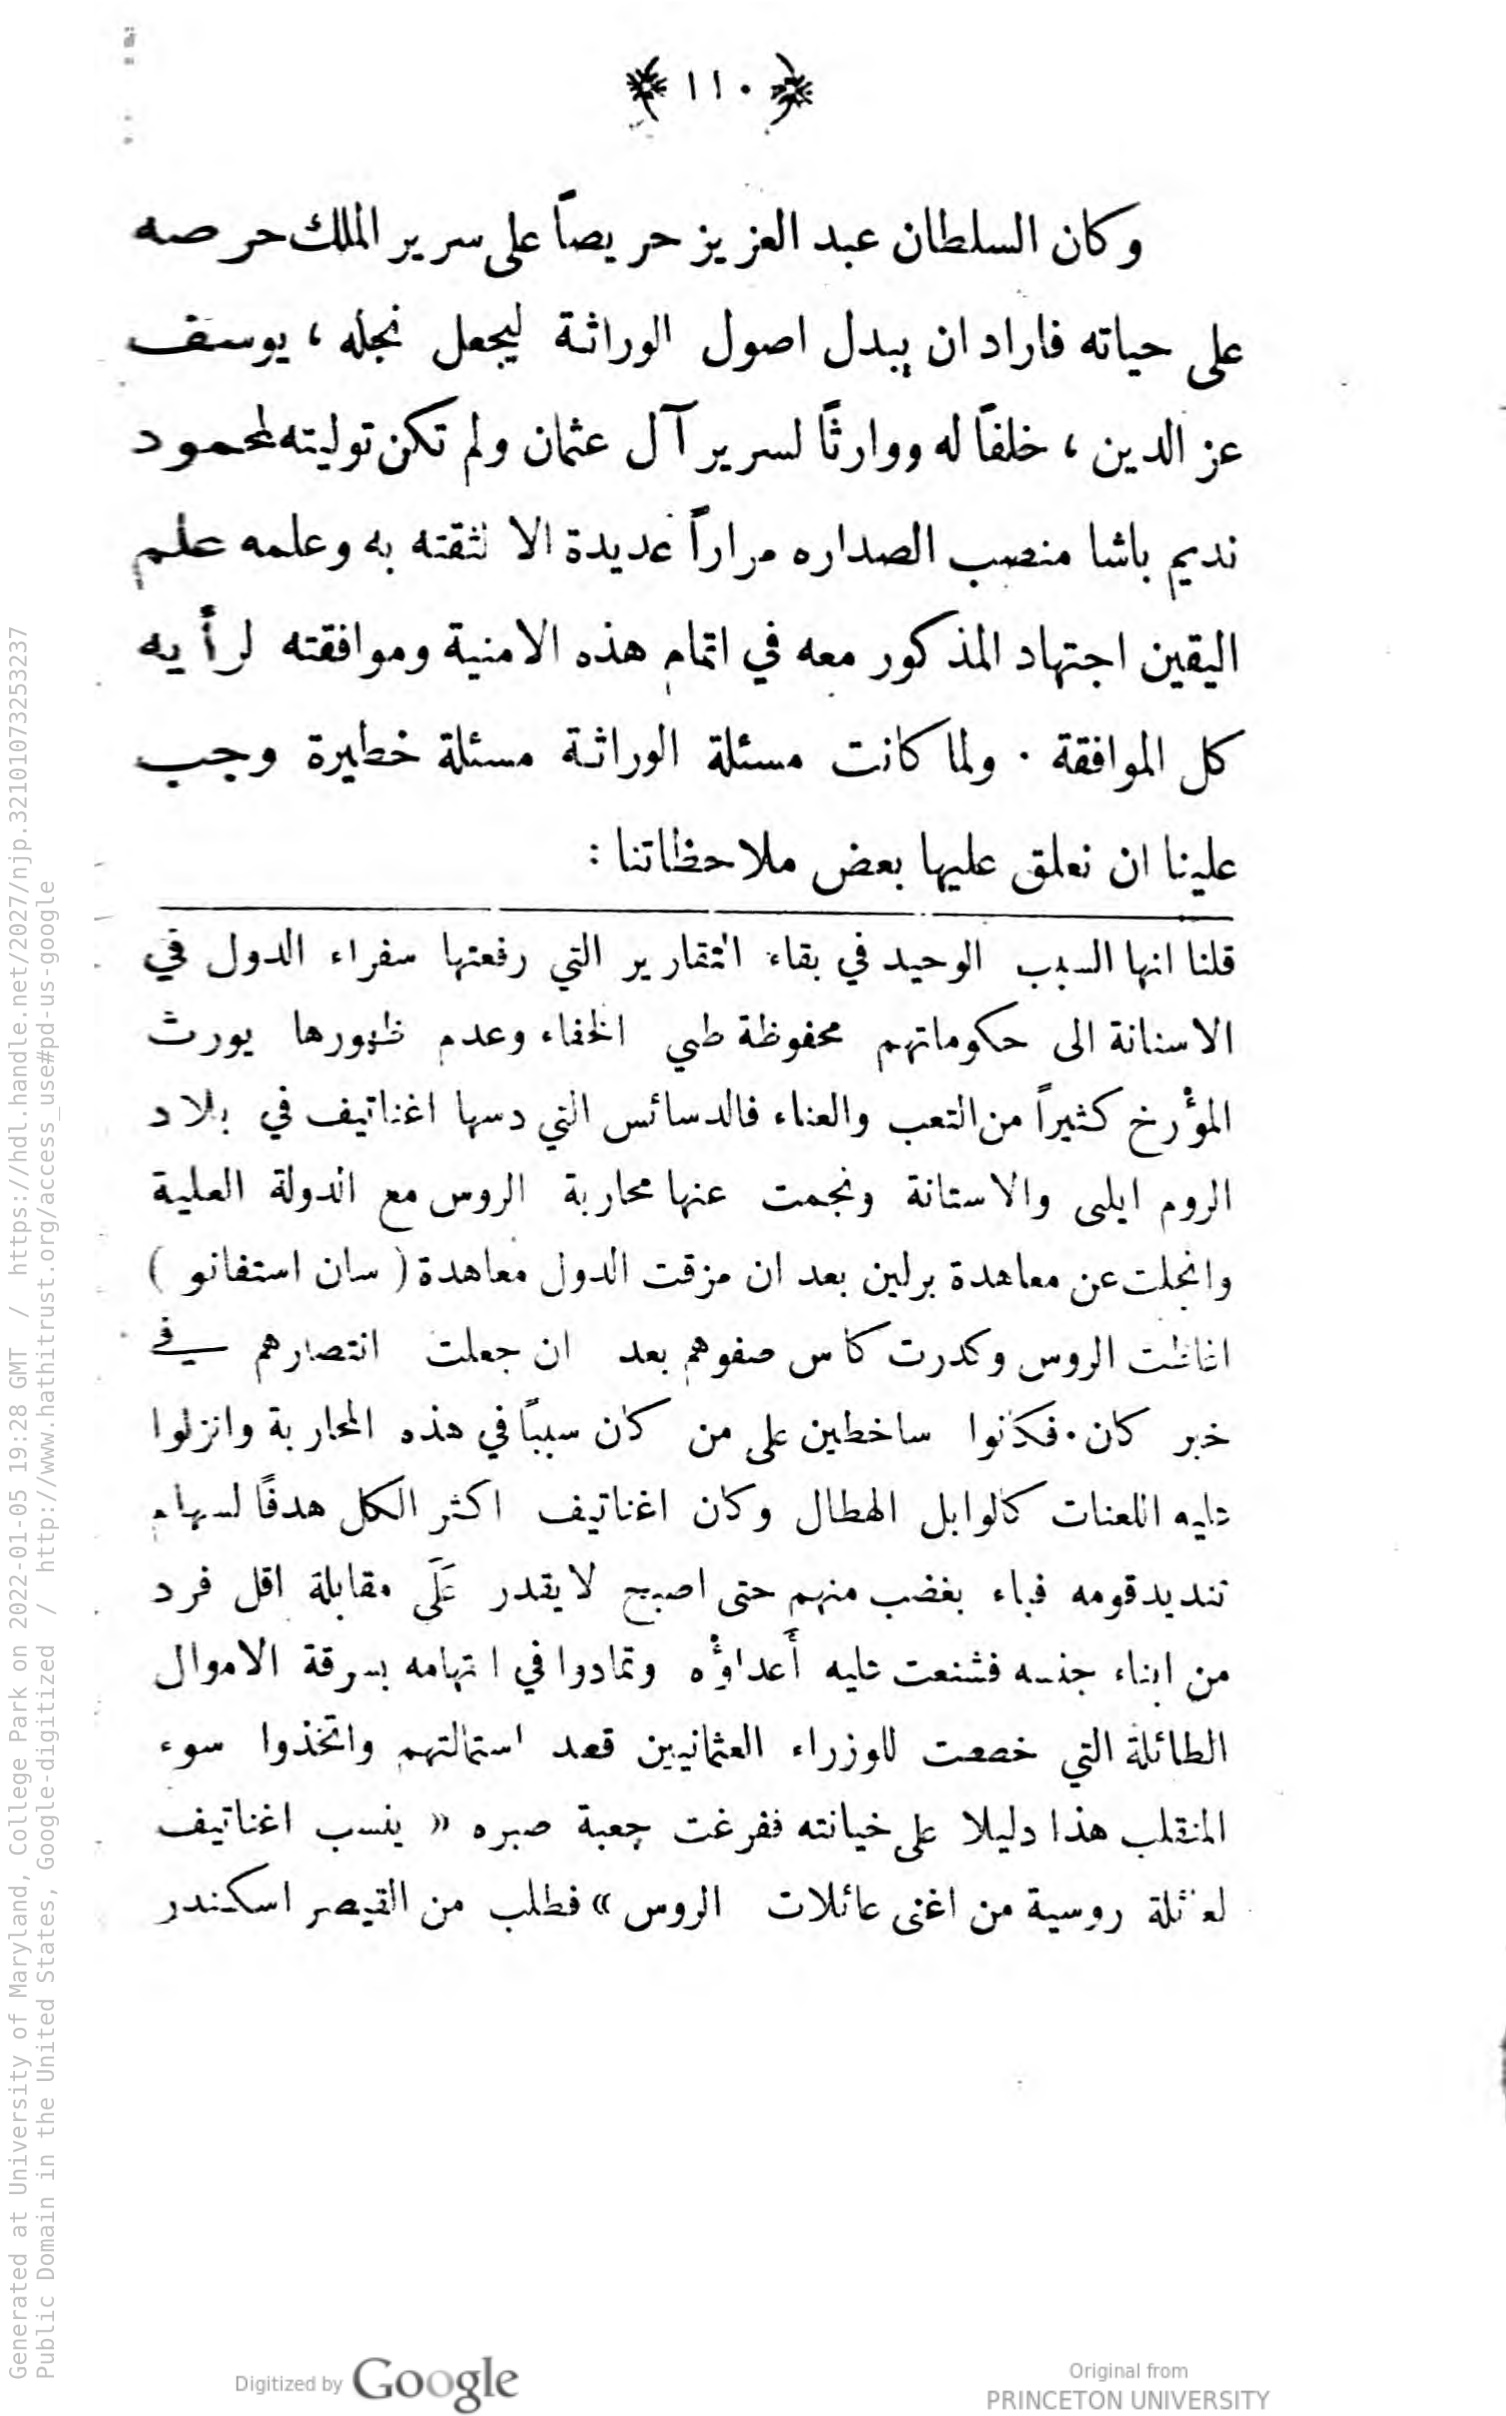 ﴿ ١١٠ ﴾
وكان السلطان عبد العزيز حريصاً على سرير الملك حرصه
على حياته فاراد ان يبدل اصول الوراثة ليجعل نجله ، يوسف
عز الدين ، خلفاً له ووارثاً لسرير آل عثمان ولم تكن توليته لمحمود
نديم باشا منصب الصداره مراراً عديدة الا لثقته به وعلمه علم
اليقين اجتهاد المذكور معه في اتمام هذه الامنية وموافقته لرأيه
كل الموافقة · ولما كانت مسئلة الوراثة مسئلة خطيرة وجب
علينا ان نعلق عليها بعض ملاحظاتنا :
قلنا انها السبب الوحيد في بقاء التقارير التي رفعتها سفراء الدول في
الاستانة الى حكوماتهم محفوظة طي الخفاء وعدم ظهورها يورث
المؤرخ كثيراً من التعب والعناء فالدسائس التي دسها اغناتيف في بلاد
الروم ايلى والاستانة ونجمت عنها محاربة الروس مع الدولة العلية
وانجلت عن معاهدة برلين بعد ان مزقت الدول معاهدة ( سان استفانو )
اغاظت الروس وكدرت كاس صفوهم بعد ان جعلت انتصارهم في
خبر كان · فكانوا ساخطين على من كان سبباً في هذه المحاربة وانزلوا
عليه اللعنات كالوابل الهطال وكان اغناتيف اكثر الكل هدفاً لسهام
تنديد قومه فباء بغضب منهم حتى اصبح لا يقدر عَلَى مقابلة اقل فرد
من ابناء جنسه فشنعت عليه أَعداؤُه وتمادوا في اتهامه بسرقة الاموال
الطائلة التي خصصت للوزراء العثمانيين قصد استمالتهم واتخذوا سوء
المنقلب هذا دليلا على خيانته ففرغت جعبة صبره « ينسب اغناتيف
لعائلة روسية من اغنى عائلات الروس » فطلب من القيصر اسكندر
Generated at University of Maryland, College Park on 2022-01-05 19:28 GMT / https://hdl.handle.net/2027/njp.32101073253237
Public Domain in the United States, Google-digitized / http://www.hathitrust.org/access_use#pd-us-google
Digitized by Google
Original from
PRINCETON UNIVERSITY